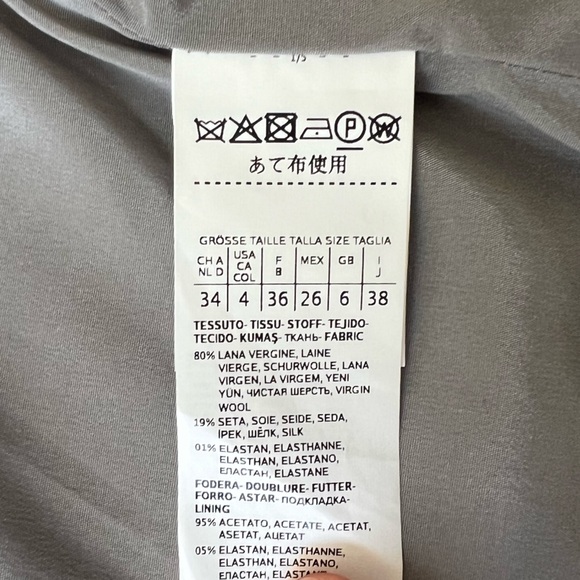 1/5
P
W
あて布使用
GRÖSSE TAILLE TALLA SIZE TAGLIA
CH A NL D USA CA COL F B MEX GB I J
34 4 36 26 6 38
TESSUTO- TISSU- STOFF- TEJIDO-
TECIDO- KUMAŞ- ТКАНЬ- FABRIC
80% LANA VERGINE, LAINE
VIERGE, SCHURWOLLE, LANA
VIRGEN, LA VIRGEM, YENI
YÜN, ЧИСТАЯ ШЕРСТЬ, VIRGIN
WOOL
19% SETA, SOIE, SEIDE, SEDA,
İPEK, ШЁЛК, SILK
01% ELASTAN, ELASTHANNE,
ELASTHAN, ELASTANO,
ЕЛАСТАН, ELASTANE
FODERA- DOUBLURE- FUTTER-
FORRO- ASTAR- ПОДКЛАДКА-
LINING
95% ACETATO, ACETATE, ACETAT,
ASETAT, АЦЕТАТ
05% ELASTAN, ELASTHANNE,
ELASTHAN, ELASTANO,
ЕЛАСТАН, ELASTANE